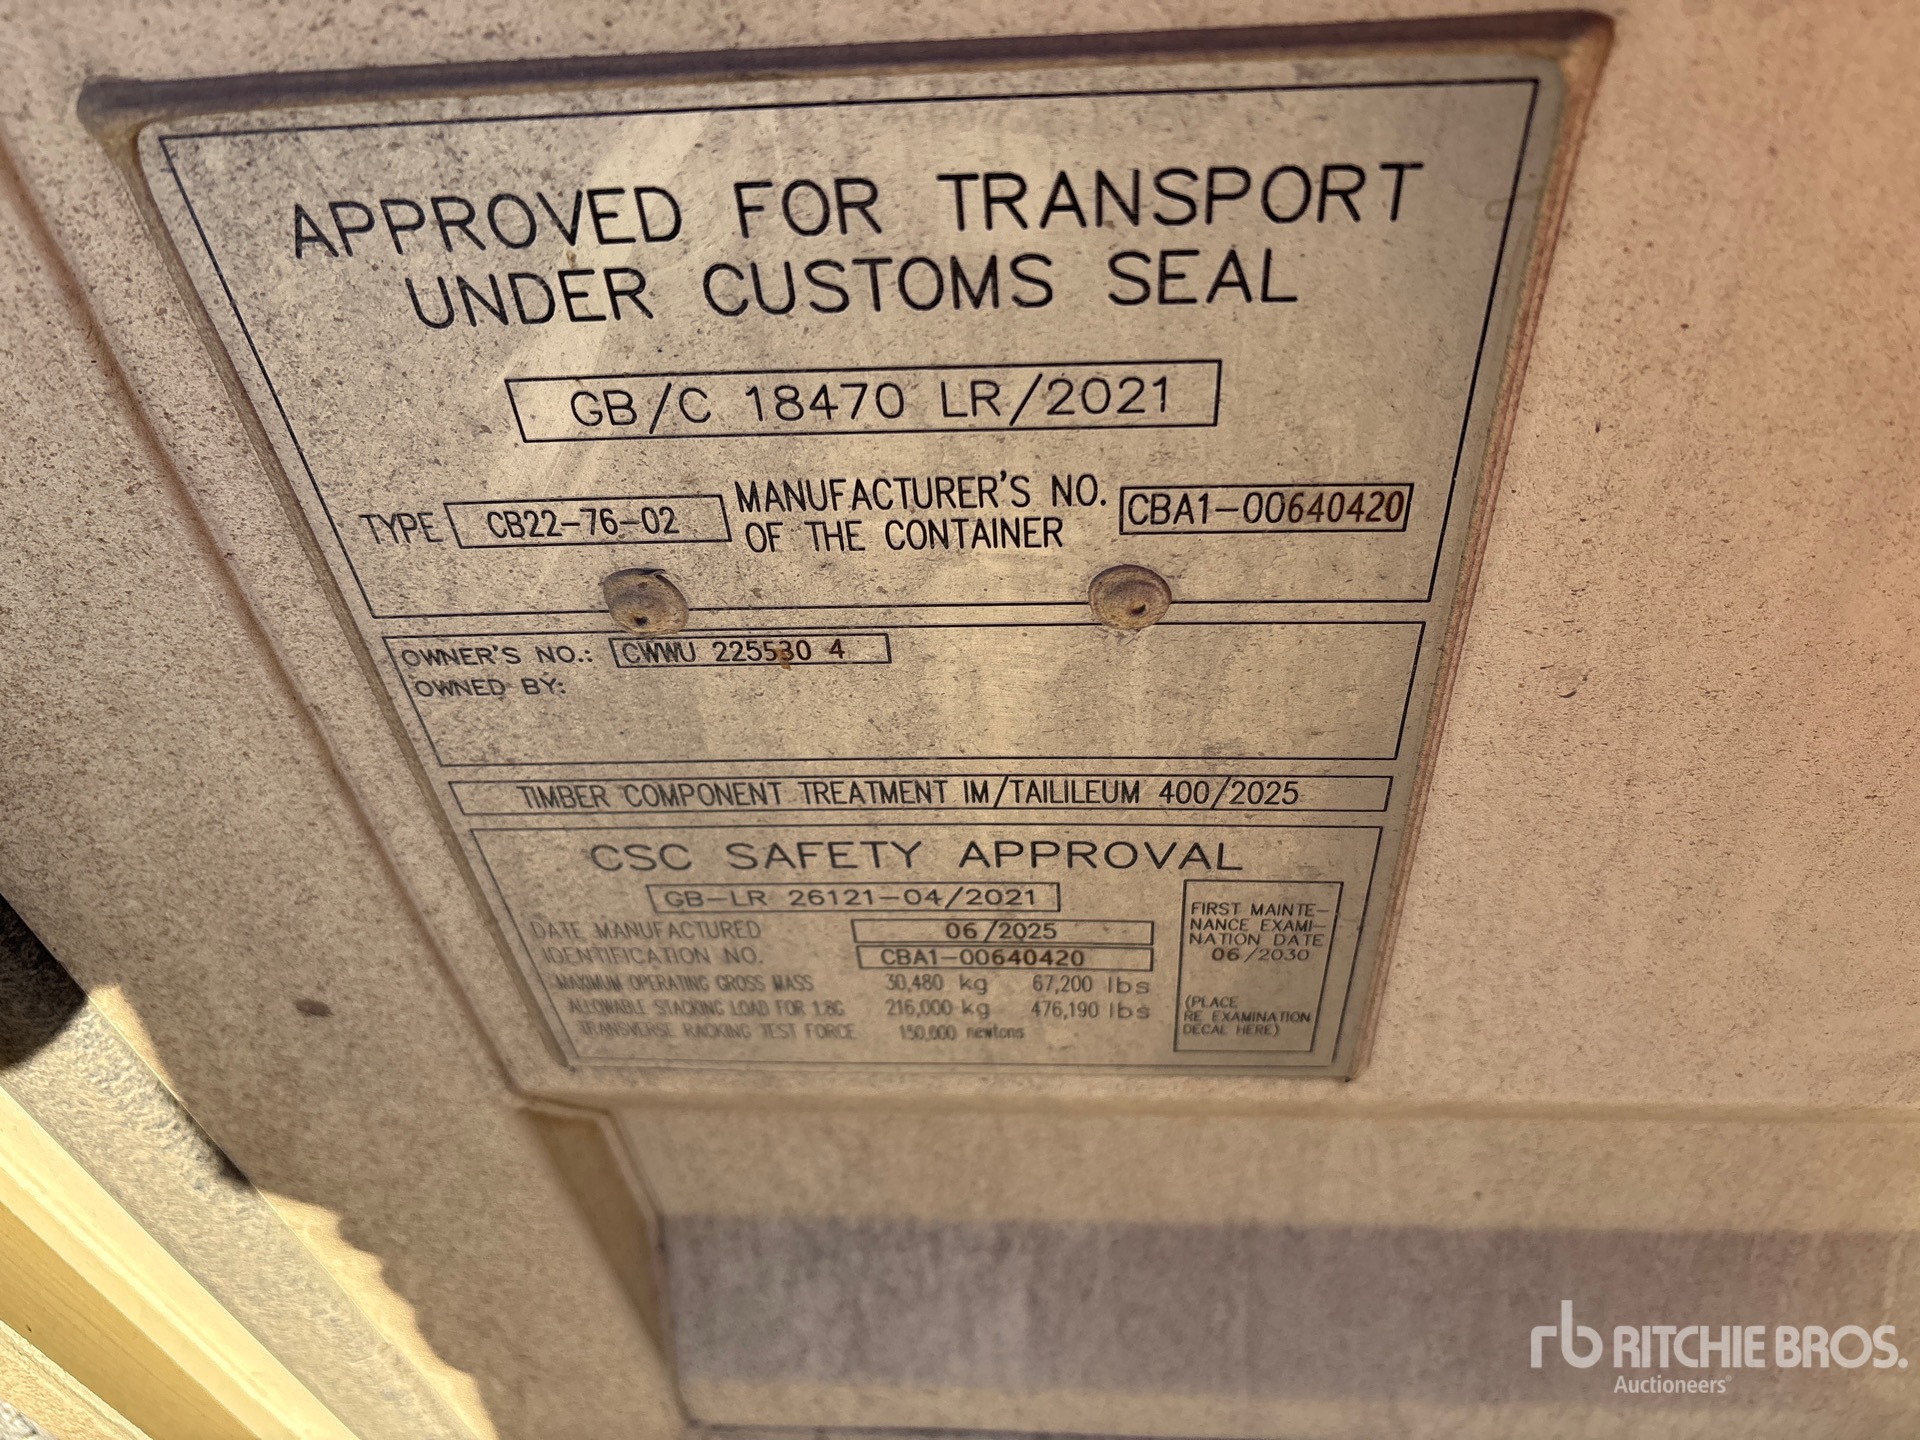 APPROVED FOR TRANSPORT
UNDER CUSTOMS SEAL
GB/C 18470 LR/2021
TYPE CB22-76-02 MANUFACTURER'S NO.
OF THE CONTAINER CBA1-00640420
OWNER'S NO.: CWWU 225530 4
OWNED BY:
TIMBER COMPONENT TREATMENT IM/TAILILEUM 400/2025
CSC SAFETY APPROVAL
GB-LR 26121-04/2021
DATE MANUFACTURED 06/2025
IDENTIFICATION NO. CBA1-00640420
MAXIMUM OPERATING GROSS MASS 30,480 kg 67,200 lbs
ALLOWABLE STACKING LOAD FOR 1.8G 216,000 kg 476,190 lbs
TRANSVERSE RACKING TEST FORCE 150,000 newtons
FIRST MAINTE-
NANCE EXAMI-
NATION DATE
06/2030
(PLACE
RE EXAMINATION
DECAL HERE)
rb RITCHIE BROS.
Auctioneers